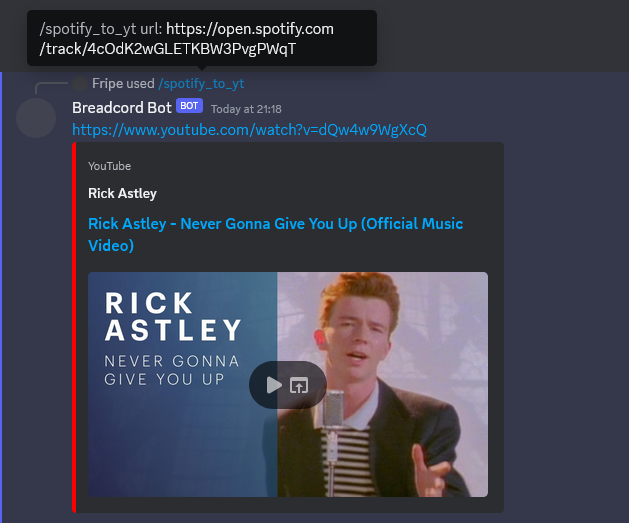 /spotify_to_yt url: https://open.spotify.com
/track/4cOdK2wGLETKBW3PvgPWqT
Fripe used /spotify_to_yt
Breadcord Bot BOT Today at 21:18
https://www.youtube.com/watch?v=dQw4w9WgXcQ
YouTube
Rick Astley
Rick Astley - Never Gonna Give You Up (Official Music
Video)
RICK
ASTLEY
NEVER GONNA
GIVE YOU UP